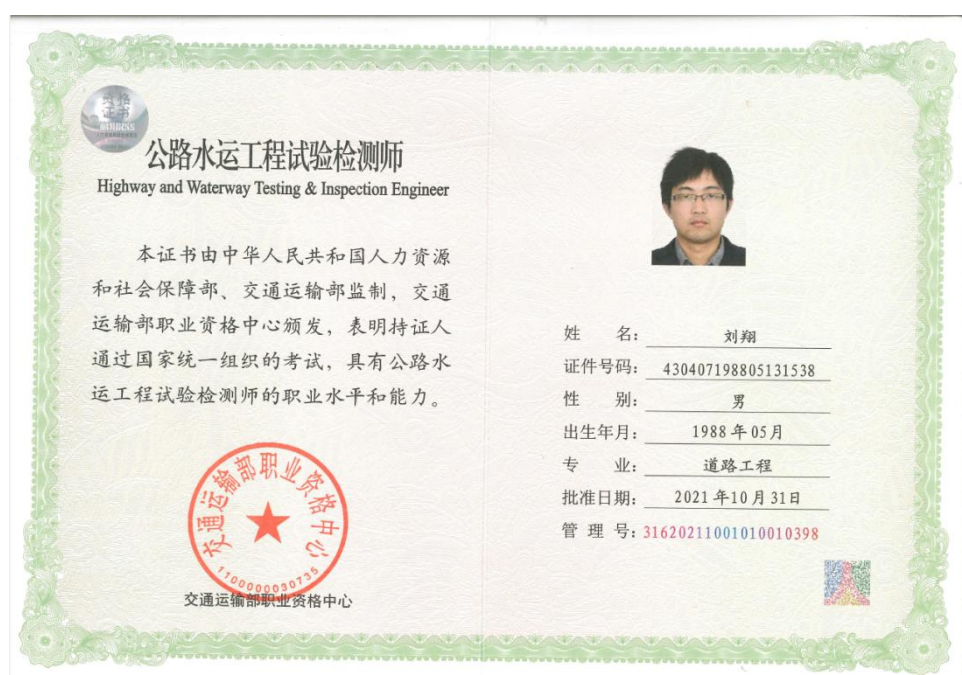 资格
证书
公路水运工程试验检测师
Highway and Waterway Testing & Inspection Engineer
本证书由中华人民共和国人力资源
和社会保障部、交通运输部监制，交通
运输部职业资格中心颁发，表明持证人
通过国家统一组织的考试，具有公路水
运工程试验检测师的职业水平和能力。
交通运输部职业资格中心
1100000030735
交通运输部职业资格中心
姓 名：刘翔
证件号码：430407198805131538
性 别：男
出生年月：1988年05月
专 业：道路工程
批准日期：2021年10月31日
管 理 号：31620211001010010398